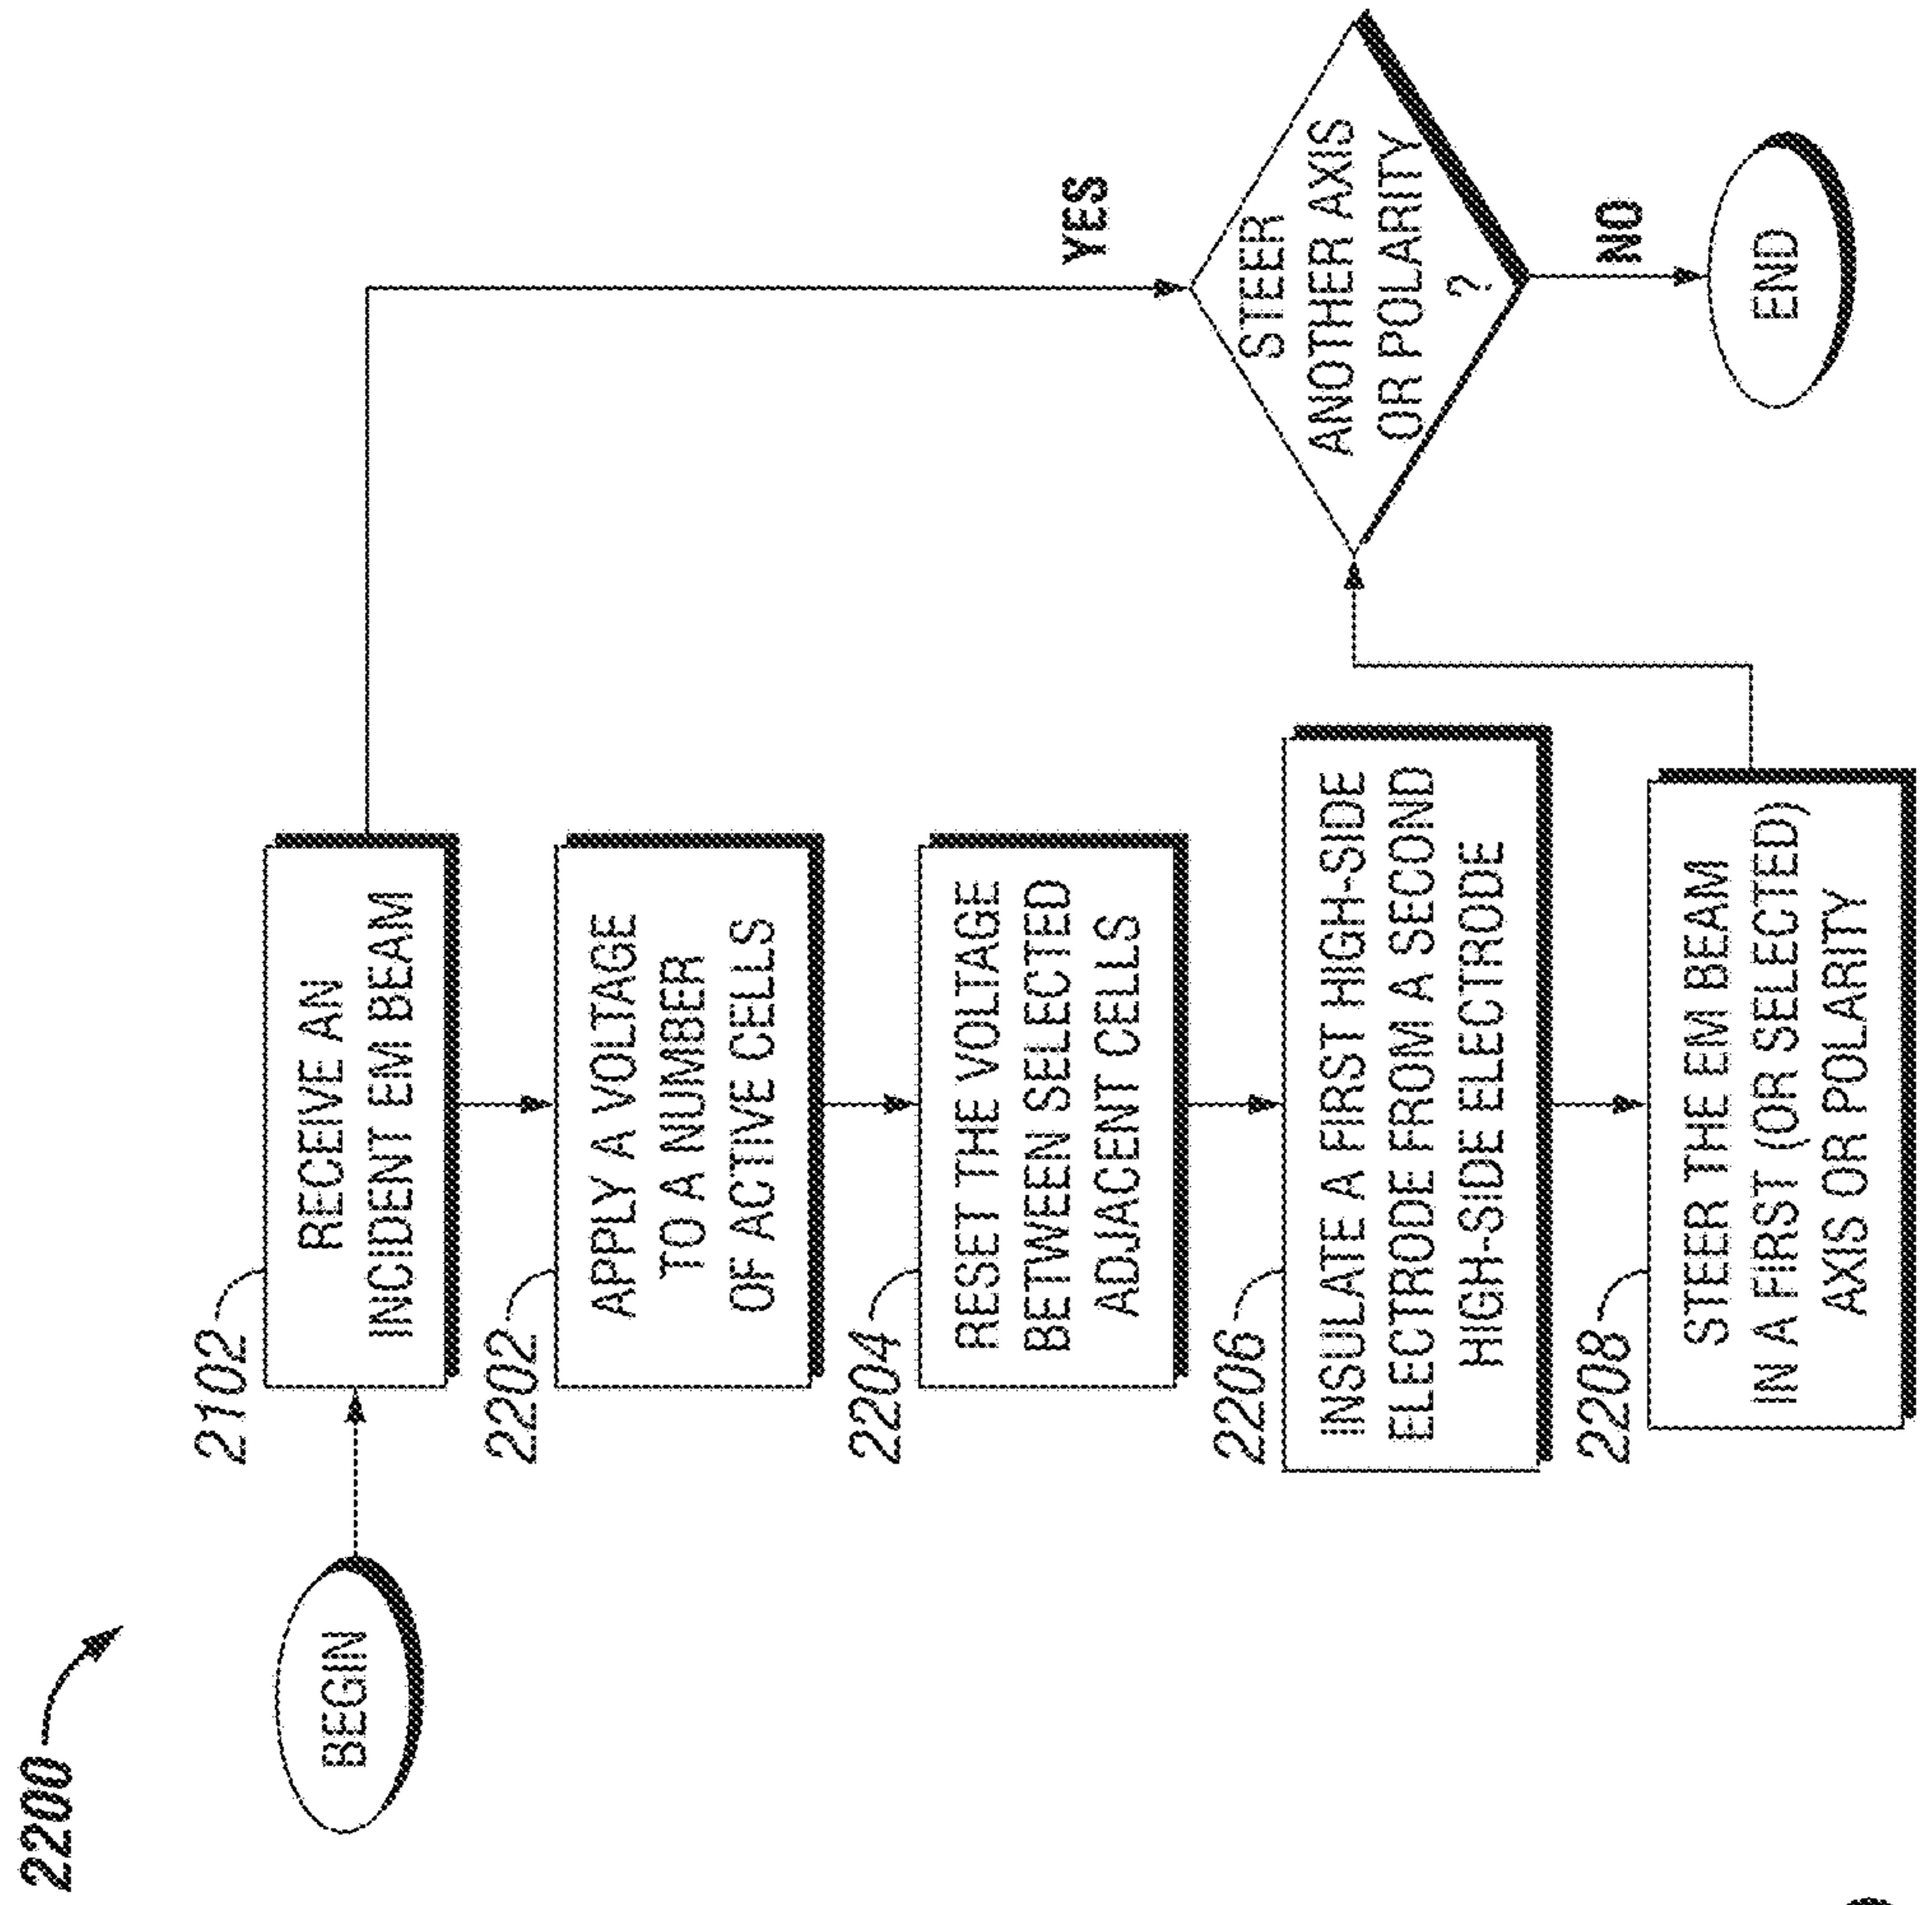 2200
BEGIN
2102
RECEIVE AN
INCIDENT EM BEAM
2202
APPLY A VOLTAGE
TO A NUMBER
OF ACTIVE CELLS
2204
RESET THE VOLTAGE
BETWEEN SELECTED
ADJACENT CELLS
2206
INSULATE A FIRST HIGH-SIDE
ELECTRODE FROM A SECOND
HIGH-SIDE ELECTRODE
2208
STEER THE EM BEAM
IN A FIRST (OR SELECTED)
AXIS OR POLARITY
YES
STEER
ANOTHER AXIS
OR POLARITY
?
NO
END